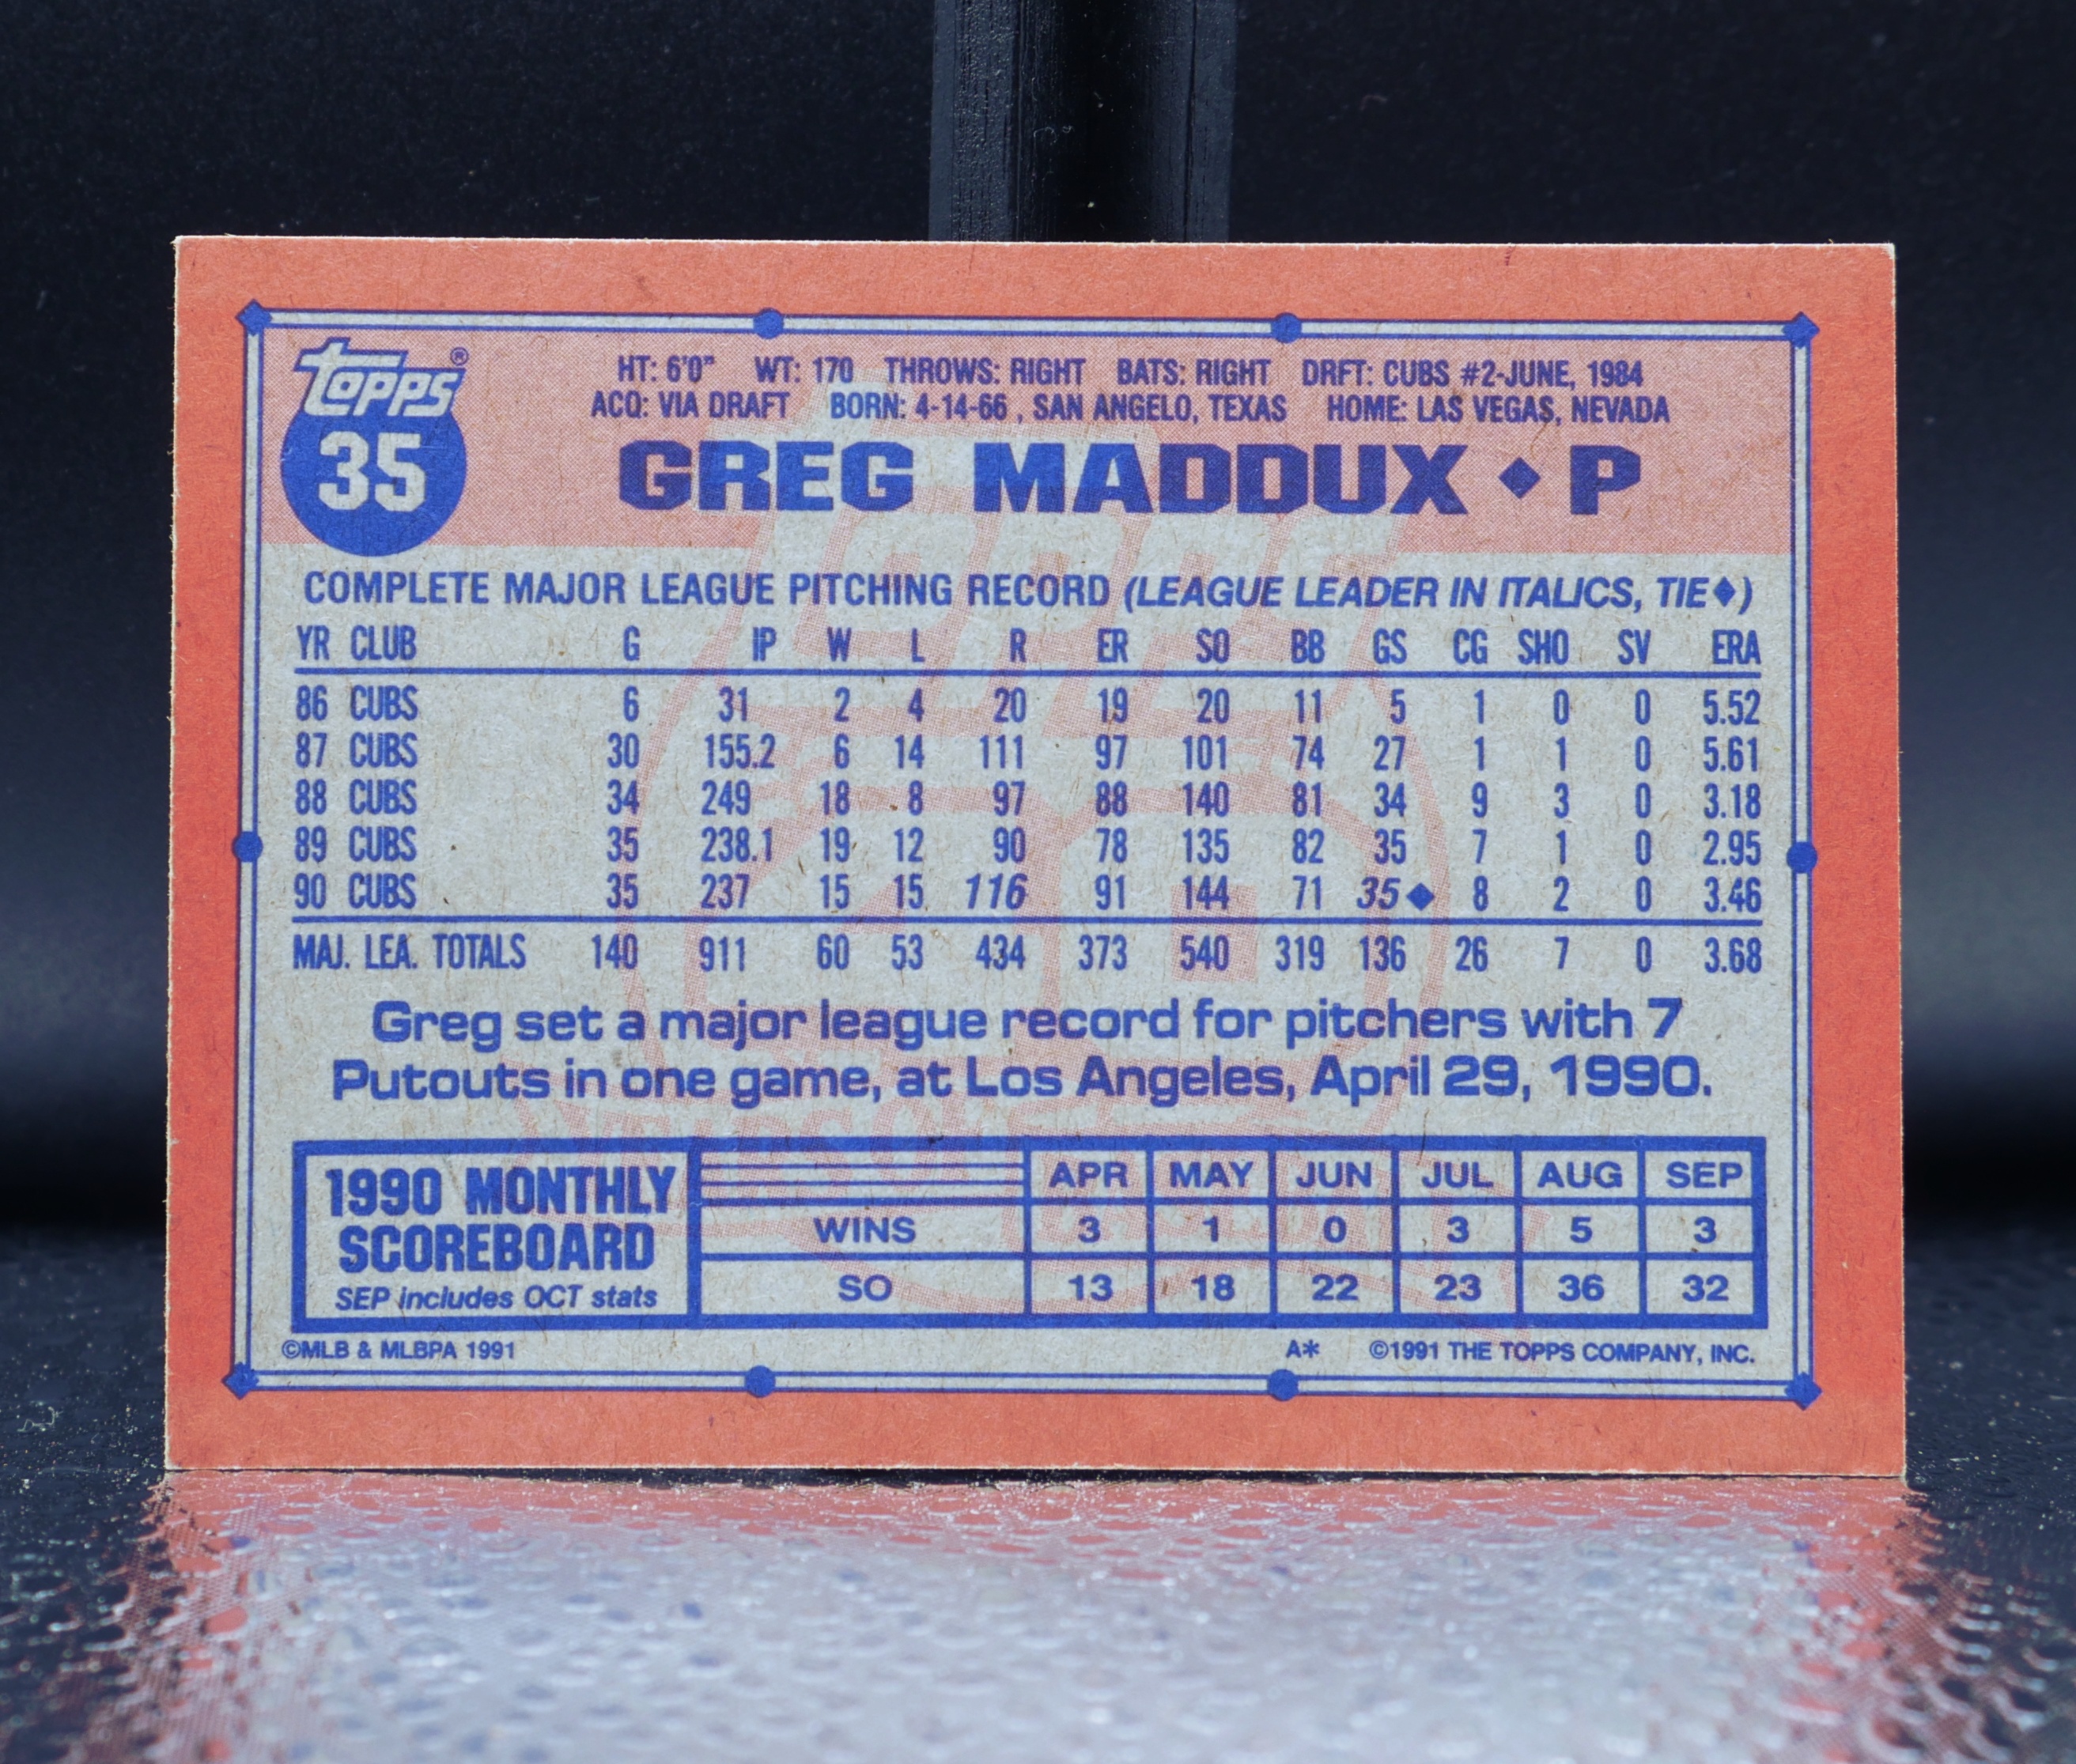 Topps®
35
HT: 6'0" WT: 170 THROWS: RIGHT BATS: RIGHT DRFT: CUBS #2-JUNE, 1984
ACQ: VIA DRAFT BORN: 4-14-66 , SAN ANGELO, TEXAS HOME: LAS VEGAS, NEVADA
GREG MADDUX ◆ P
COMPLETE MAJOR LEAGUE PITCHING RECORD (LEAGUE LEADER IN ITALICS, TIE◆)
YR CLUB G IP W L R ER SO BB GS CG SHO SV ERA
86 CUBS 6 31 2 4 20 19 20 11 5 1 0 0 5.52
87 CUBS 30 155.2 6 14 111 97 101 74 27 1 1 0 5.61
88 CUBS 34 249 18 8 97 88 140 81 34 9 3 0 3.18
89 CUBS 35 238.1 19 12 90 78 135 82 35 7 1 0 2.95
90 CUBS 35 237 15 15 116 91 144 71 35◆ 8 2 0 3.46
MAJ. LEA. TOTALS 140 911 60 53 434 373 540 319 136 26 7 0 3.68
Greg set a major league record for pitchers with 7
Putouts in one game, at Los Angeles, April 29, 1990.
1990 MONTHLY
SCOREBOARD
SEP includes OCT stats
APR MAY JUN JUL AUG SEP
WINS 3 1 0 3 5 3
SO 13 18 22 23 36 32
©MLB & MLBPA 1991 A* ©1991 THE TOPPS COMPANY, INC.